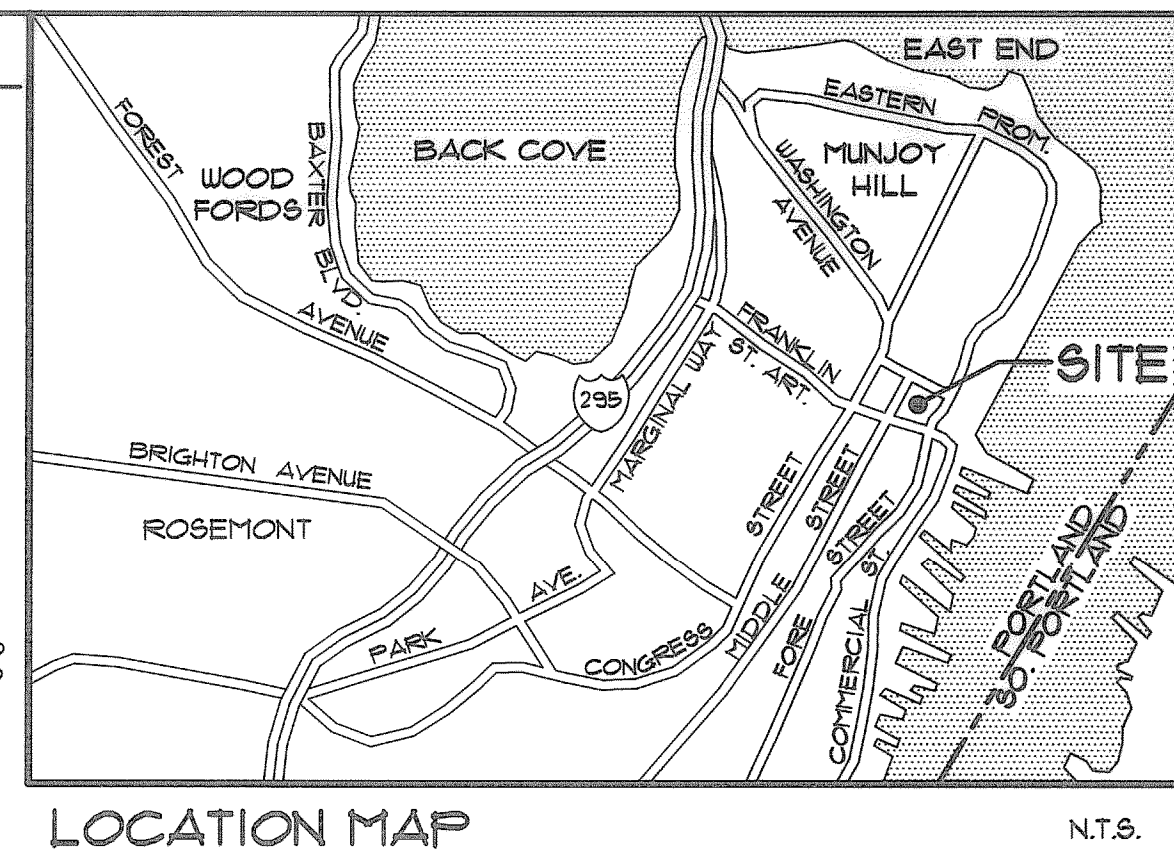 EAST END
EASTERN PROM.
FOREST AVENUE
WOOD
FORDS
BAXTER BLVD.
BACK COVE
MUNJOY
HILL
WASHINGTON
AVENUE
FRANKLIN
ST. ART.
SITE
295
MARGINAL WAY
BRIGHTON AVENUE
ROSEMONT
PARK AVE.
CONGRESS STREET
MIDDLE STREET
FORE STREET
COMMERCIAL ST.
PORTLAND
SO. PORTLAND
LOCATION MAP
N.T.S.